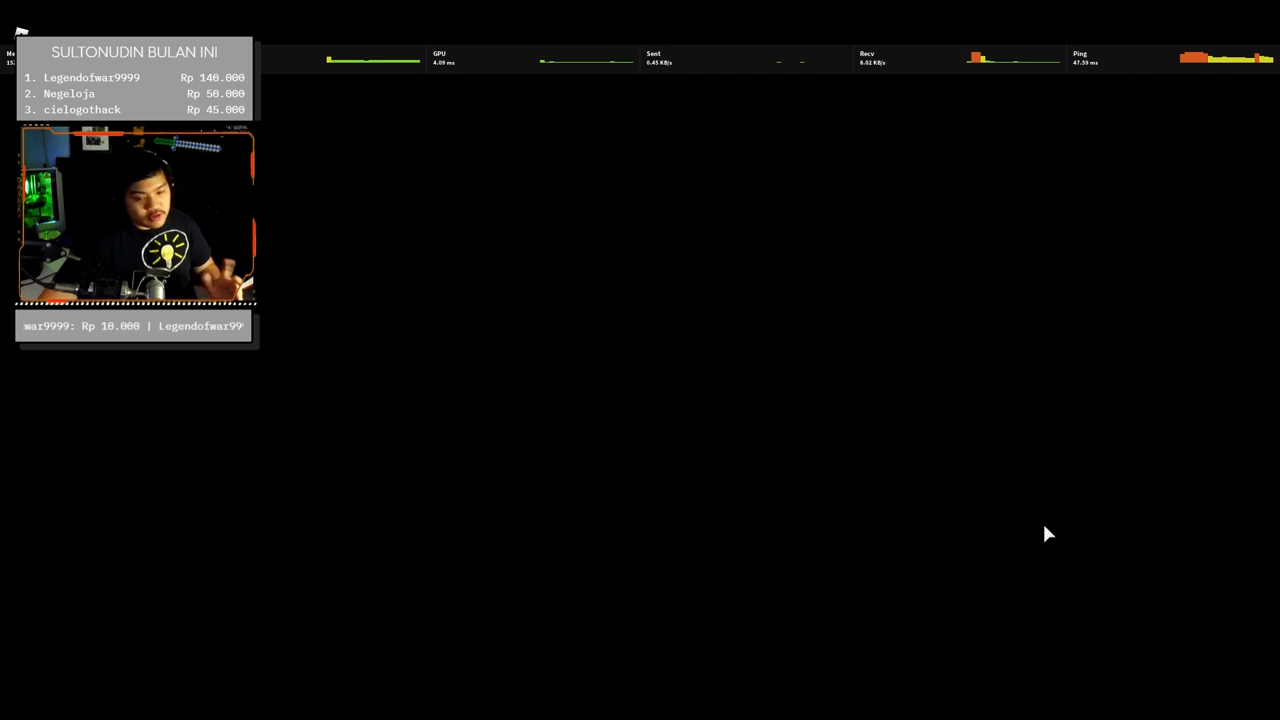 SULTONUDIN BULAN INI
1. Legendofwar9999 Rp 140.000
2. Negeloja Rp 50.000
3. cielogothack Rp 45.000
GPU
4.09 ms
Sent
0.45 KB/s
Recv
8.02 KB/s
Ping
47.59 ms
war9999: Rp 10.000 | Legendofwar99